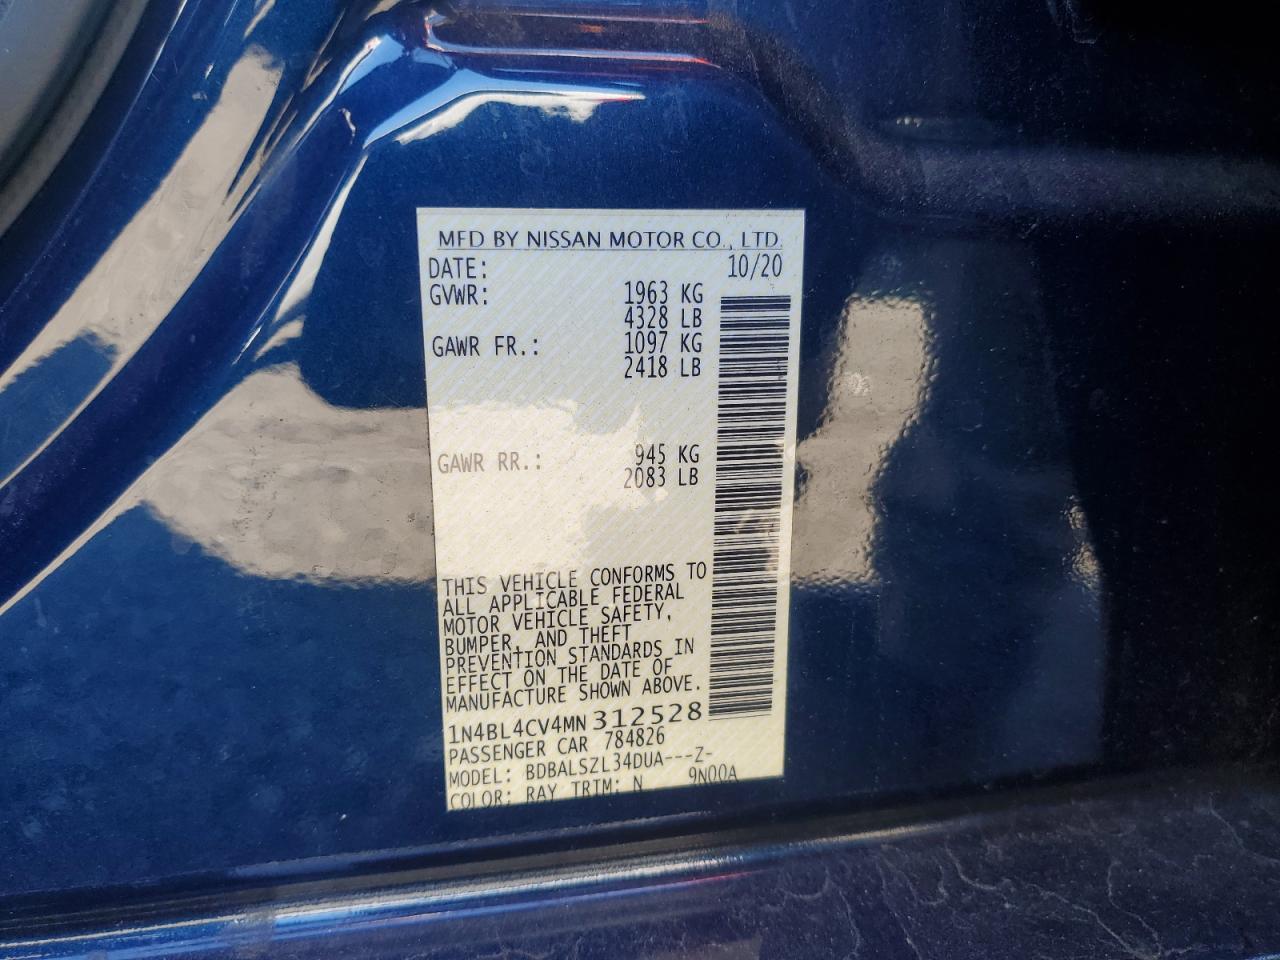 MFD BY NISSAN MOTOR CO., LTD.
DATE: 10/20
GVWR: 1963 KG
4328 LB
GAWR FR.: 1097 KG
2418 LB
GAWR RR.: 945 KG
2083 LB
THIS VEHICLE CONFORMS TO
ALL APPLICABLE FEDERAL
MOTOR VEHICLE SAFETY,
BUMPER, AND THEFT
PREVENTION STANDARDS IN
EFFECT ON THE DATE OF
MANUFACTURE SHOWN ABOVE.
1N4BL4CV4MN312528
PASSENGER CAR 784826
MODEL: BDBALSZL34DUA---Z-
COLOR: RAY TRIM: N 9N00A